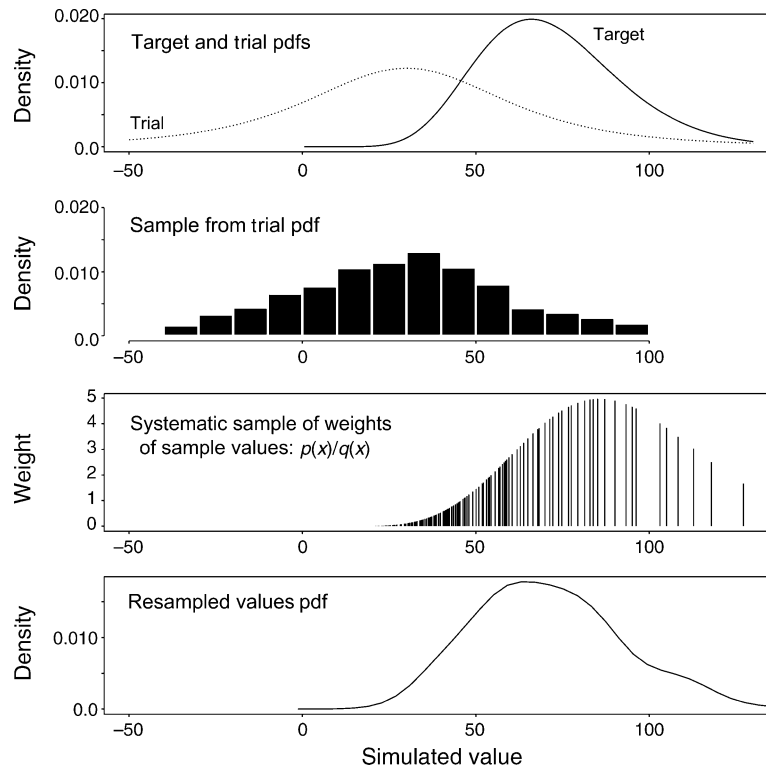 0.020
Target and trial pdfs
Target
Density
0.010
Trial
0.0
–50 0 50 100
0.020
Sample from trial pdf
Density
0.010
0.0
–50 0 50 100
5
Systematic sample of weights
4
of sample values: p(x)/q(x)
3
Weight
2
1
0
–50 0 50 100
Resampled values pdf
Density
0.010
0.0
–50 0 50 100
Simulated value